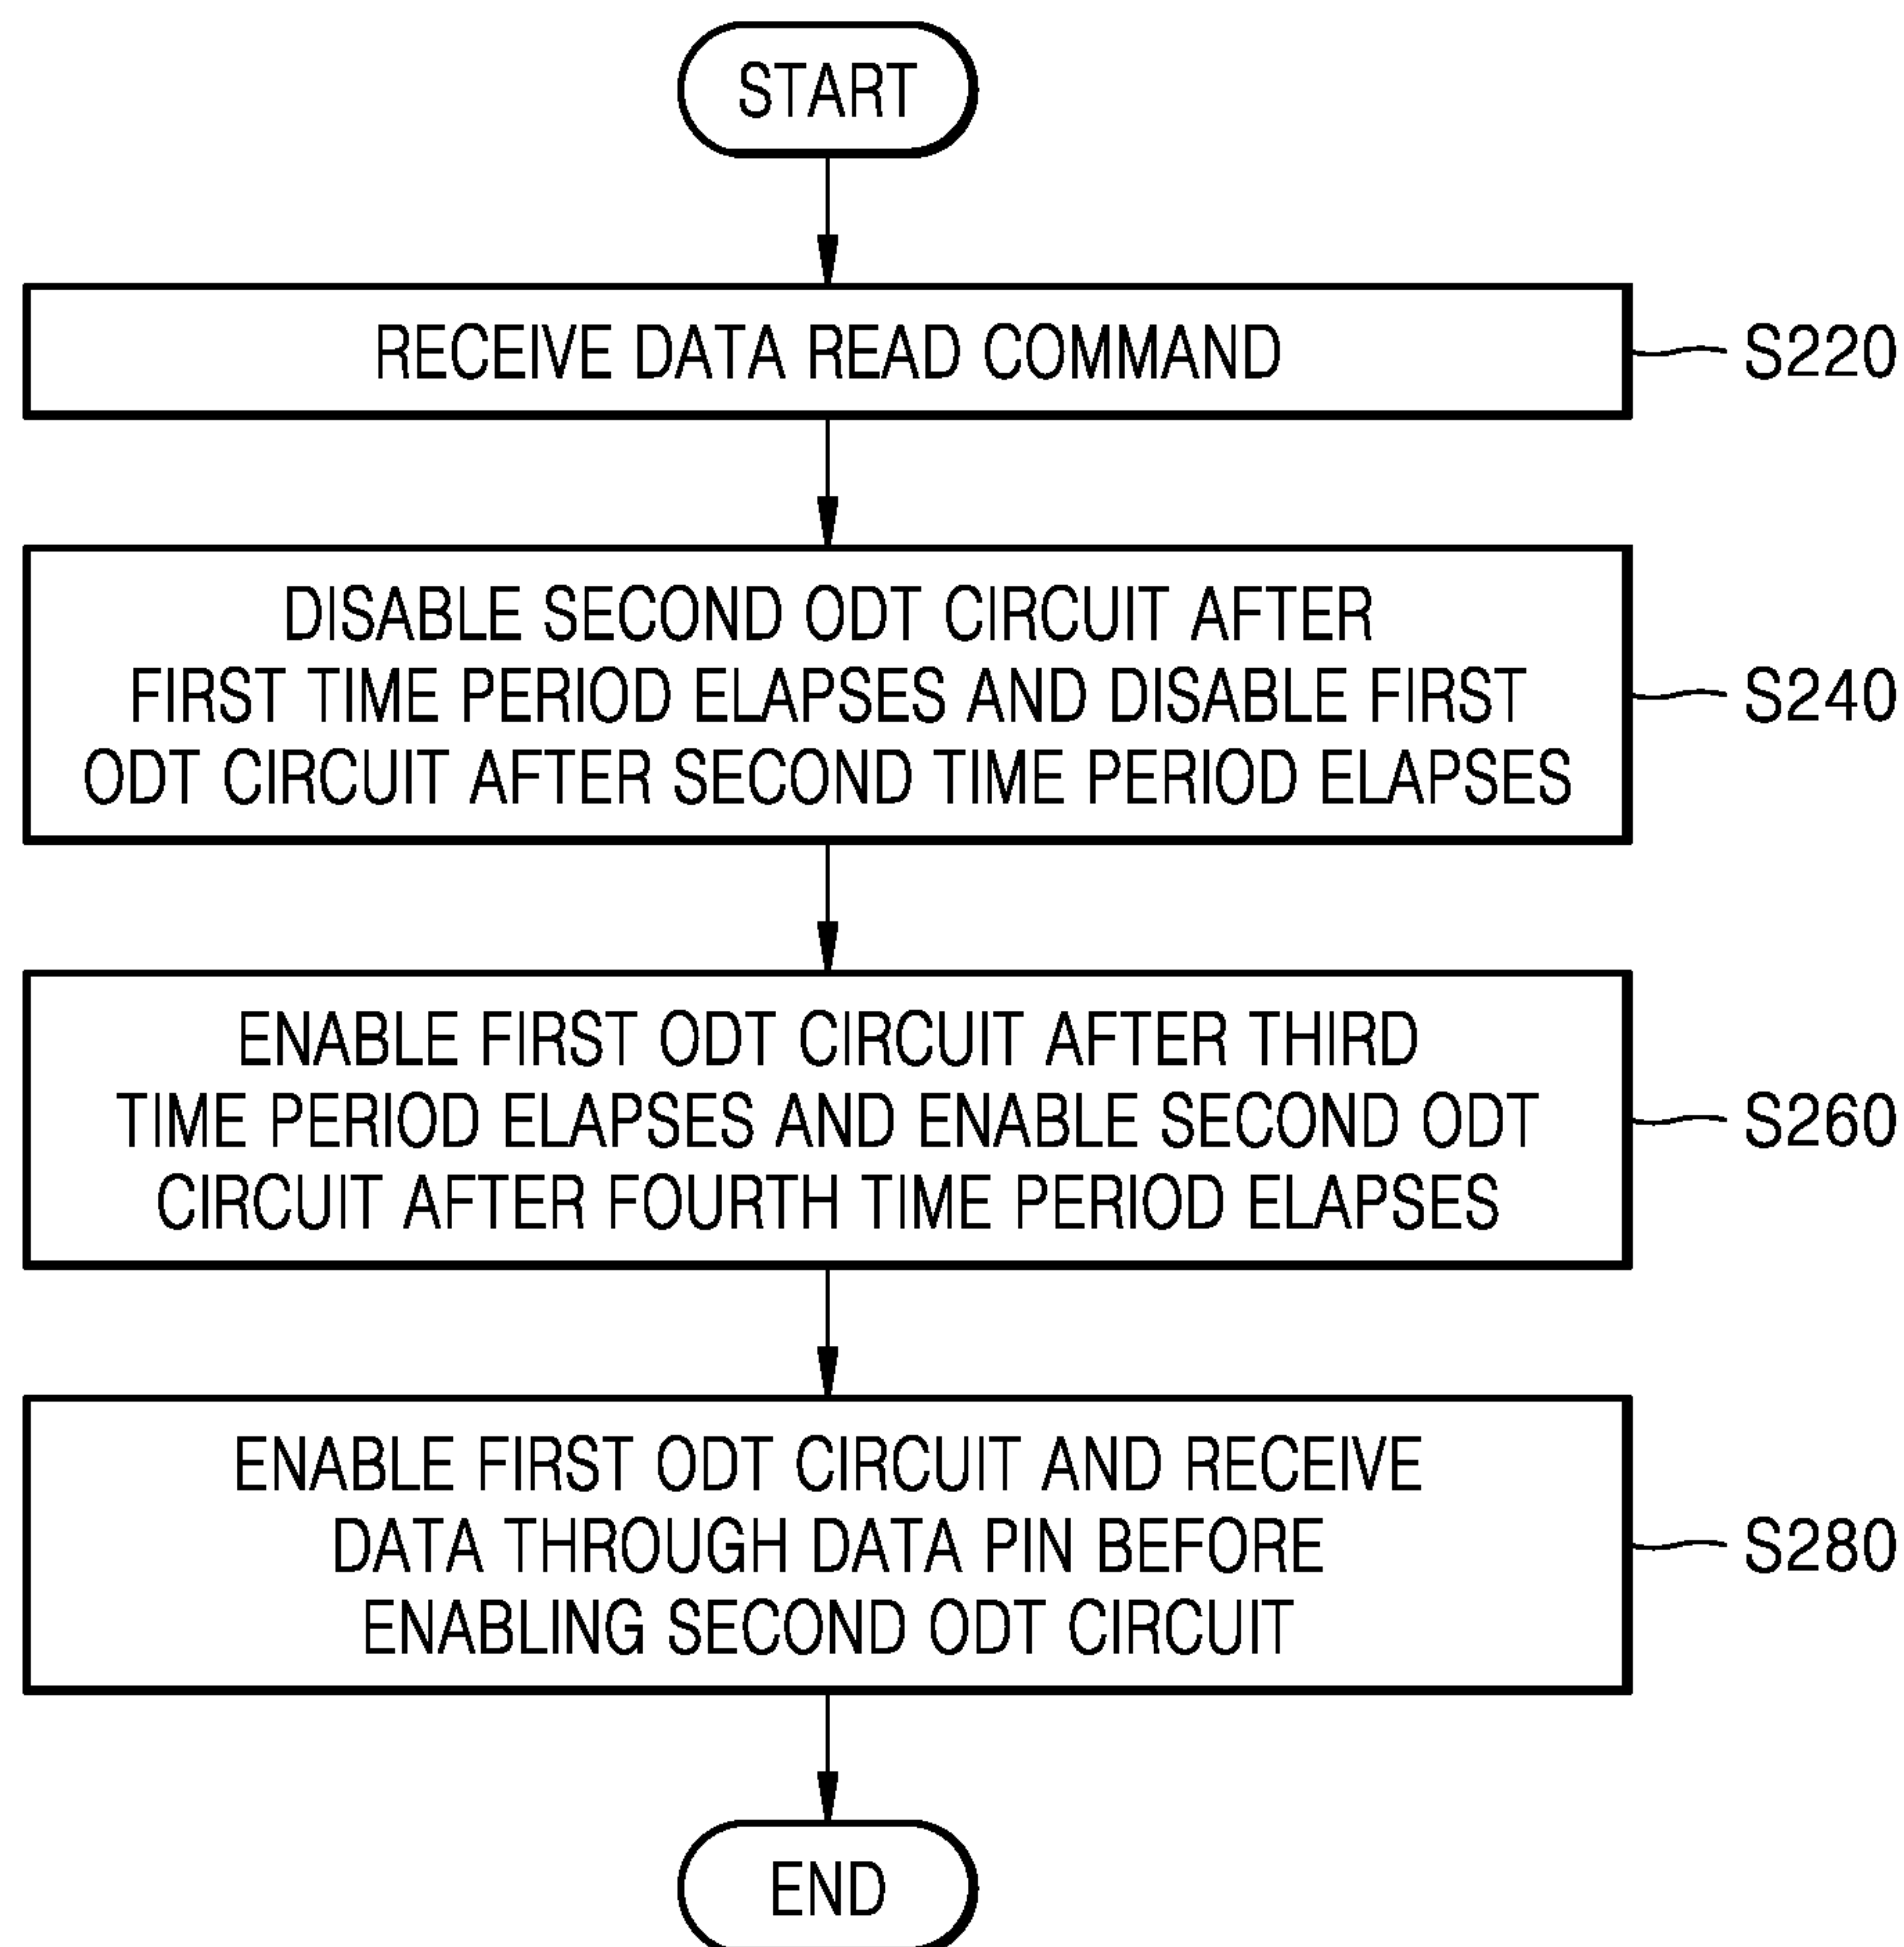 START
RECEIVE DATA READ COMMAND
S220
DISABLE SECOND ODT CIRCUIT AFTER
FIRST TIME PERIOD ELAPSES AND DISABLE FIRST
ODT CIRCUIT AFTER SECOND TIME PERIOD ELAPSES
S240
ENABLE FIRST ODT CIRCUIT AFTER THIRD
TIME PERIOD ELAPSES AND ENABLE SECOND ODT
CIRCUIT AFTER FOURTH TIME PERIOD ELAPSES
S260
ENABLE FIRST ODT CIRCUIT AND RECEIVE
DATA THROUGH DATA PIN BEFORE
ENABLING SECOND ODT CIRCUIT
S280
END